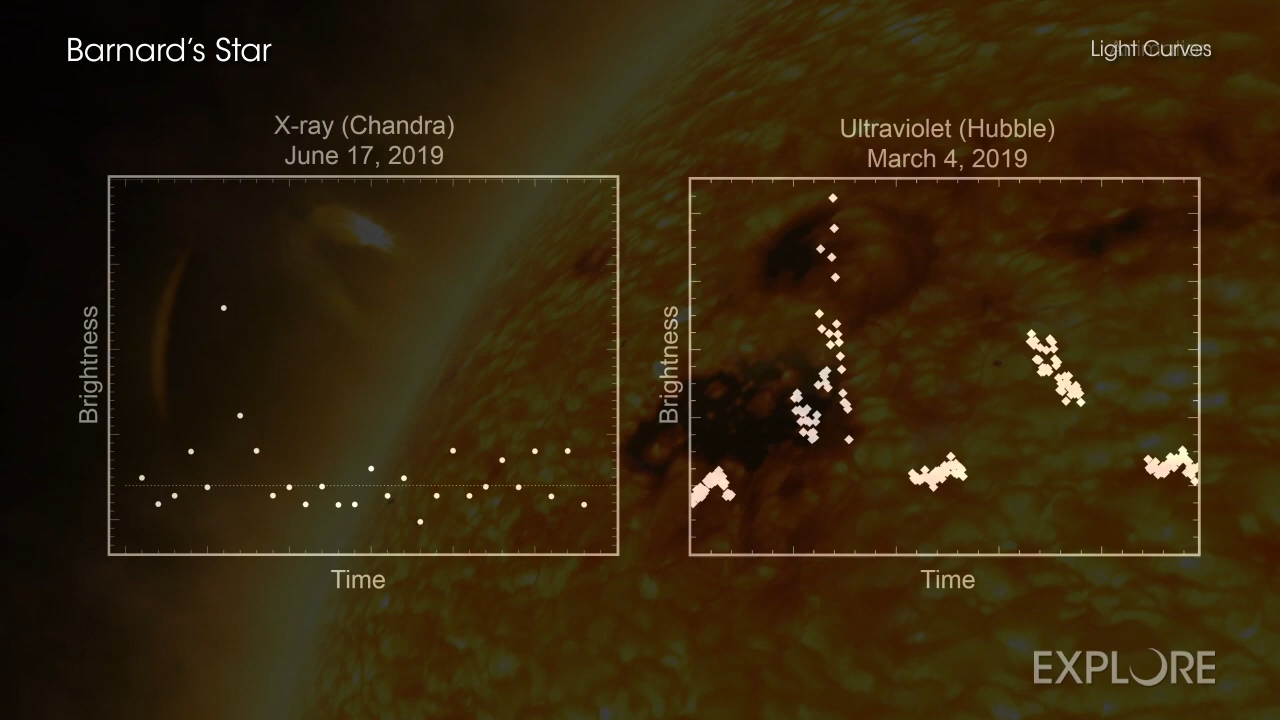 Barnard's Star
Light Curves
X-ray (Chandra)
June 17, 2019
Ultraviolet (Hubble)
March 4, 2019
Brightness
Brightness
Time
Time
EXPLORE